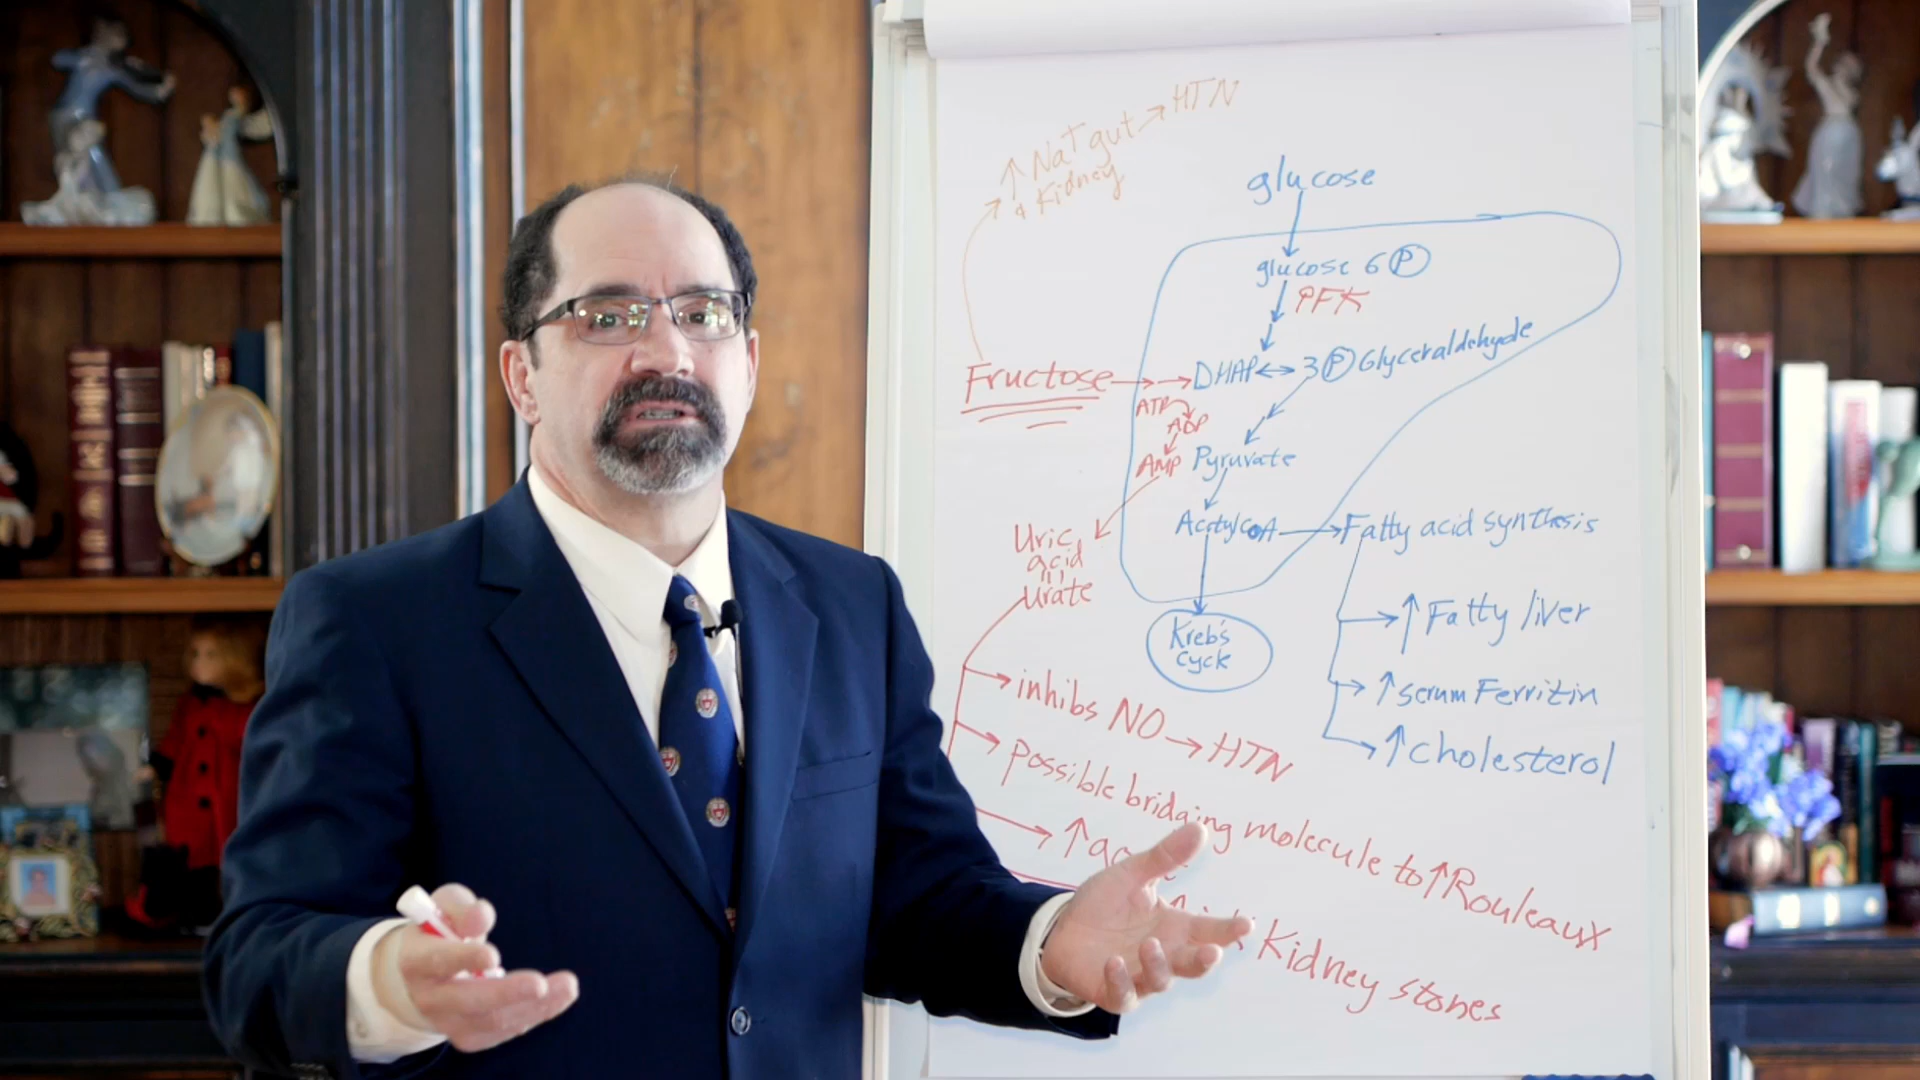 ↑ Na+ gut → HTN
& Kidney
glucose
glucose 6 P
PFK
Fructose →→ DHAP ↔ 3 P Glyceraldehyde
ATP
ADP
AMP Pyruvate
Uric
acid
Urate
AcetylcoA → Fatty acid synthesis
Kreb's
cycle
→ ↑ Fatty liver
→ ↑ serum Ferritin
→ ↑ cholesterol
→ inhibs NO → HTN
→ possible bridging molecule to ↑ Rouleaux
→ ↑
Kidney stones